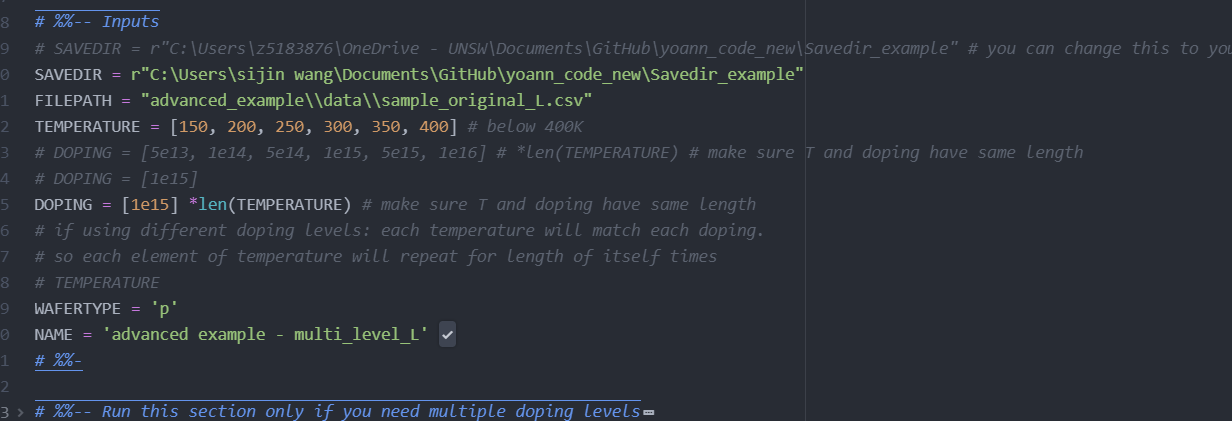 8 # %%-- Inputs
9 # SAVEDIR = r"C:\Users\z5183876\OneDrive - UNSW\Documents\GitHub\yoann_code_new\Savedir_example" # you can change this to you
0 SAVEDIR = r"C:\Users\sijin wang\Documents\GitHub\yoann_code_new\Savedir_example"
1 FILEPATH = "advanced_example\\data\\sample_original_L.csv"
2 TEMPERATURE = [150, 200, 250, 300, 350, 400] # below 400K
3 # DOPING = [5e13, 1e14, 5e14, 1e15, 5e15, 1e16] # *len(TEMPERATURE) # make sure T and doping have same length
4 # DOPING = [1e15]
5 DOPING = [1e15] *len(TEMPERATURE) # make sure T and doping have same length
6 # if using different doping levels: each temperature will match each doping.
7 # so each element of temperature will repeat for length of itself times
8 # TEMPERATURE
9 WAFERTYPE = 'p'
0 NAME = 'advanced example - multi_level_L'
1 # %%-
2
3 # %%-- Run this section only if you need multiple doping levels